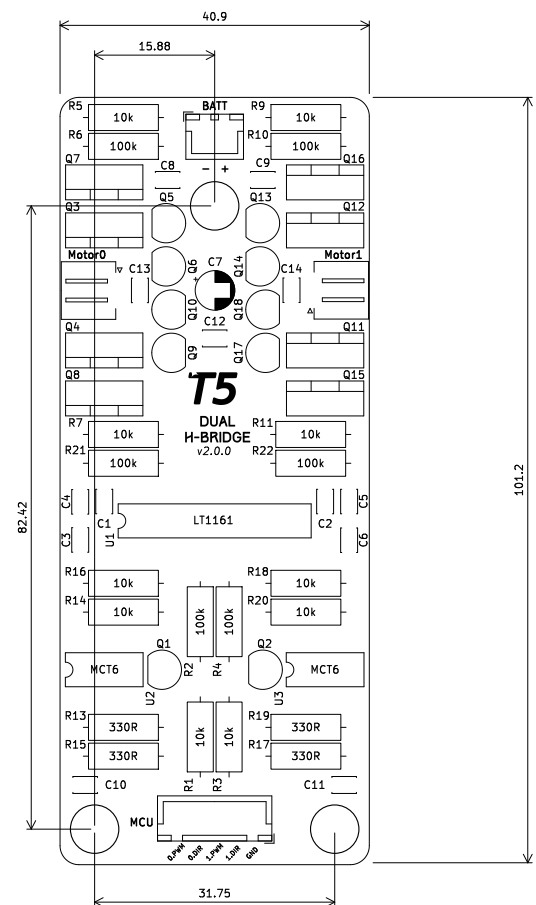 40.9
15.88
R5 10k BATT R9 10k
R6 100k R10 100k
Q7 C8 - + C9 Q16
Q3 Q5 Q13 Q12
Motor0 Motor1
C13 Q6 + C7 Q14 C14
Q10 Q18
C12
Q4 Q9 Q17 Q11
Q8 Q15
T5
DUAL
H-BRIDGE
v2.0.0
R7 10k R11 10k
R21 100k R22 100k
C4 C1 C2 C5
U1 LT1161
C3 C6
82.42
101.2
R16 10k R18 10k
R14 10k R20 10k
100k 100k
R2 R4
Q1 Q2
MCT6 MCT6
U2 U3
R13 330R R19 330R
R15 330R R17 330R
10k 10k
R1 R3
C10 C11
MCU
0.PWM 0.DIR 1.PWM 1.DIR GND
31.75